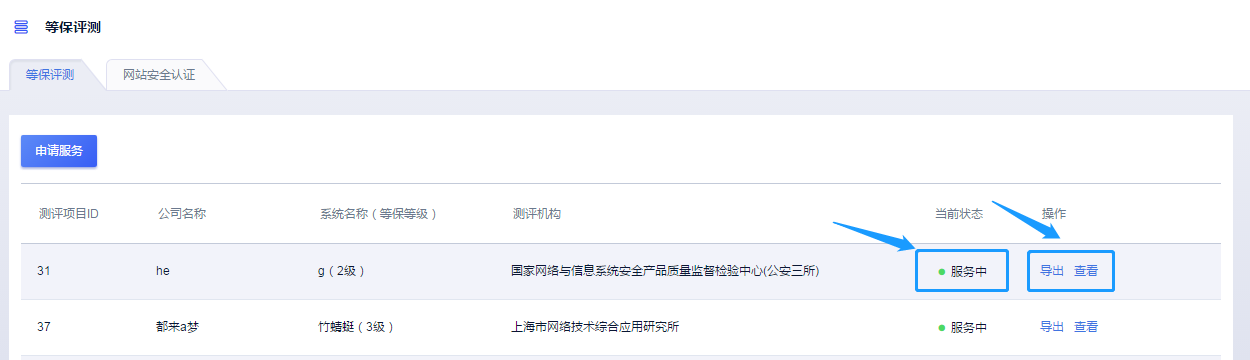 等保评测
等保评测 网站安全认证
申请服务
测评项目ID 公司名称 系统名称（等保等级） 测评机构 当前状态 操作
31 he g（2级） 国家网络与信息系统安全产品质量监督检验中心(公安三所) 服务中 导出 查看
37 都来a梦 竹蜻蜓（3级） 上海市网络技术综合应用研究所 服务中 导出 查看